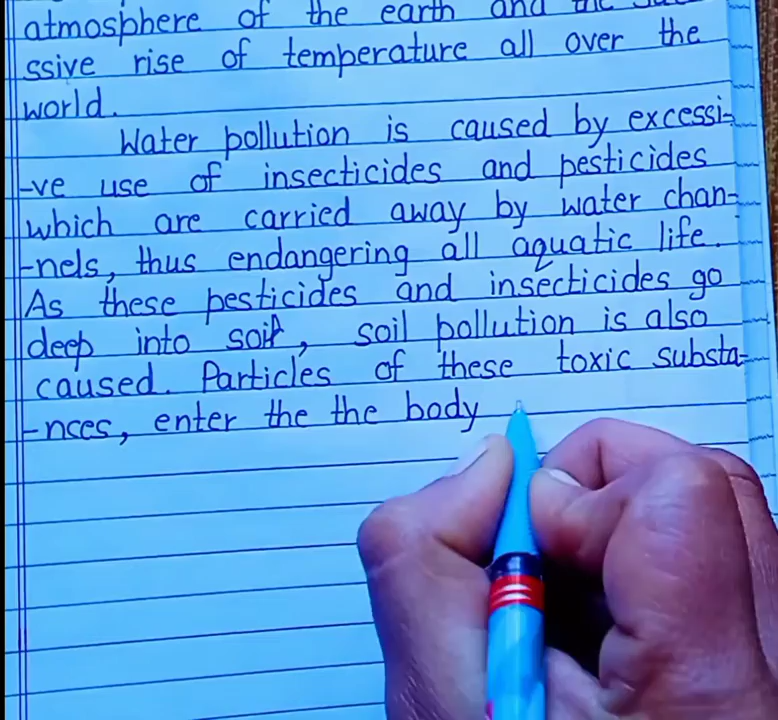 atmosphere of the earth and the
ssive rise of temperature all over the
world.
Water pollution is caused by excessi-
-ve use of insecticides and pesticides
which are carried away by water chan-
-nels, thus endangering all aquatic life.
As these pesticides and insecticides go
deep into soil, soil pollution is also
caused. Particles of these toxic substa-
-nces, enter the the body